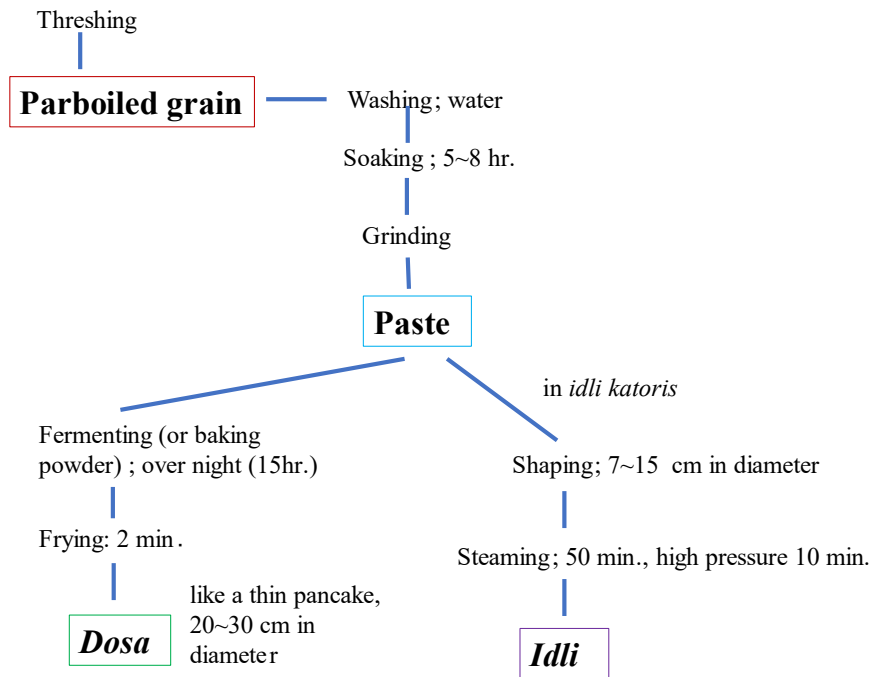 Threshing
Parboiled grain
Washing; water
Soaking ; 5~8 hr.
Grinding
Paste
in idli katoris
Fermenting (or baking
powder) ; over night (15hr.)
Shaping; 7~15 cm in diameter
Frying: 2 min.
Steaming; 50 min., high pressure 10 min.
like a thin pancake,
20~30 cm in
diameter
Dosa
Idli